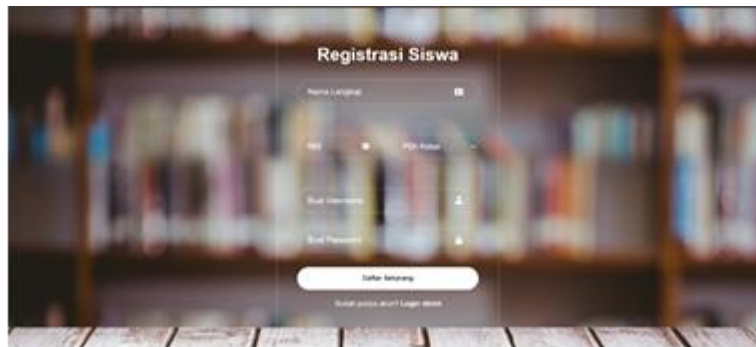 Registrasi Siswa
Nama Lengkap
NIS
Pilih Kelas
Buat Username
Buat Password
Daftar Sekarang
Sudah punya akun? Login disini